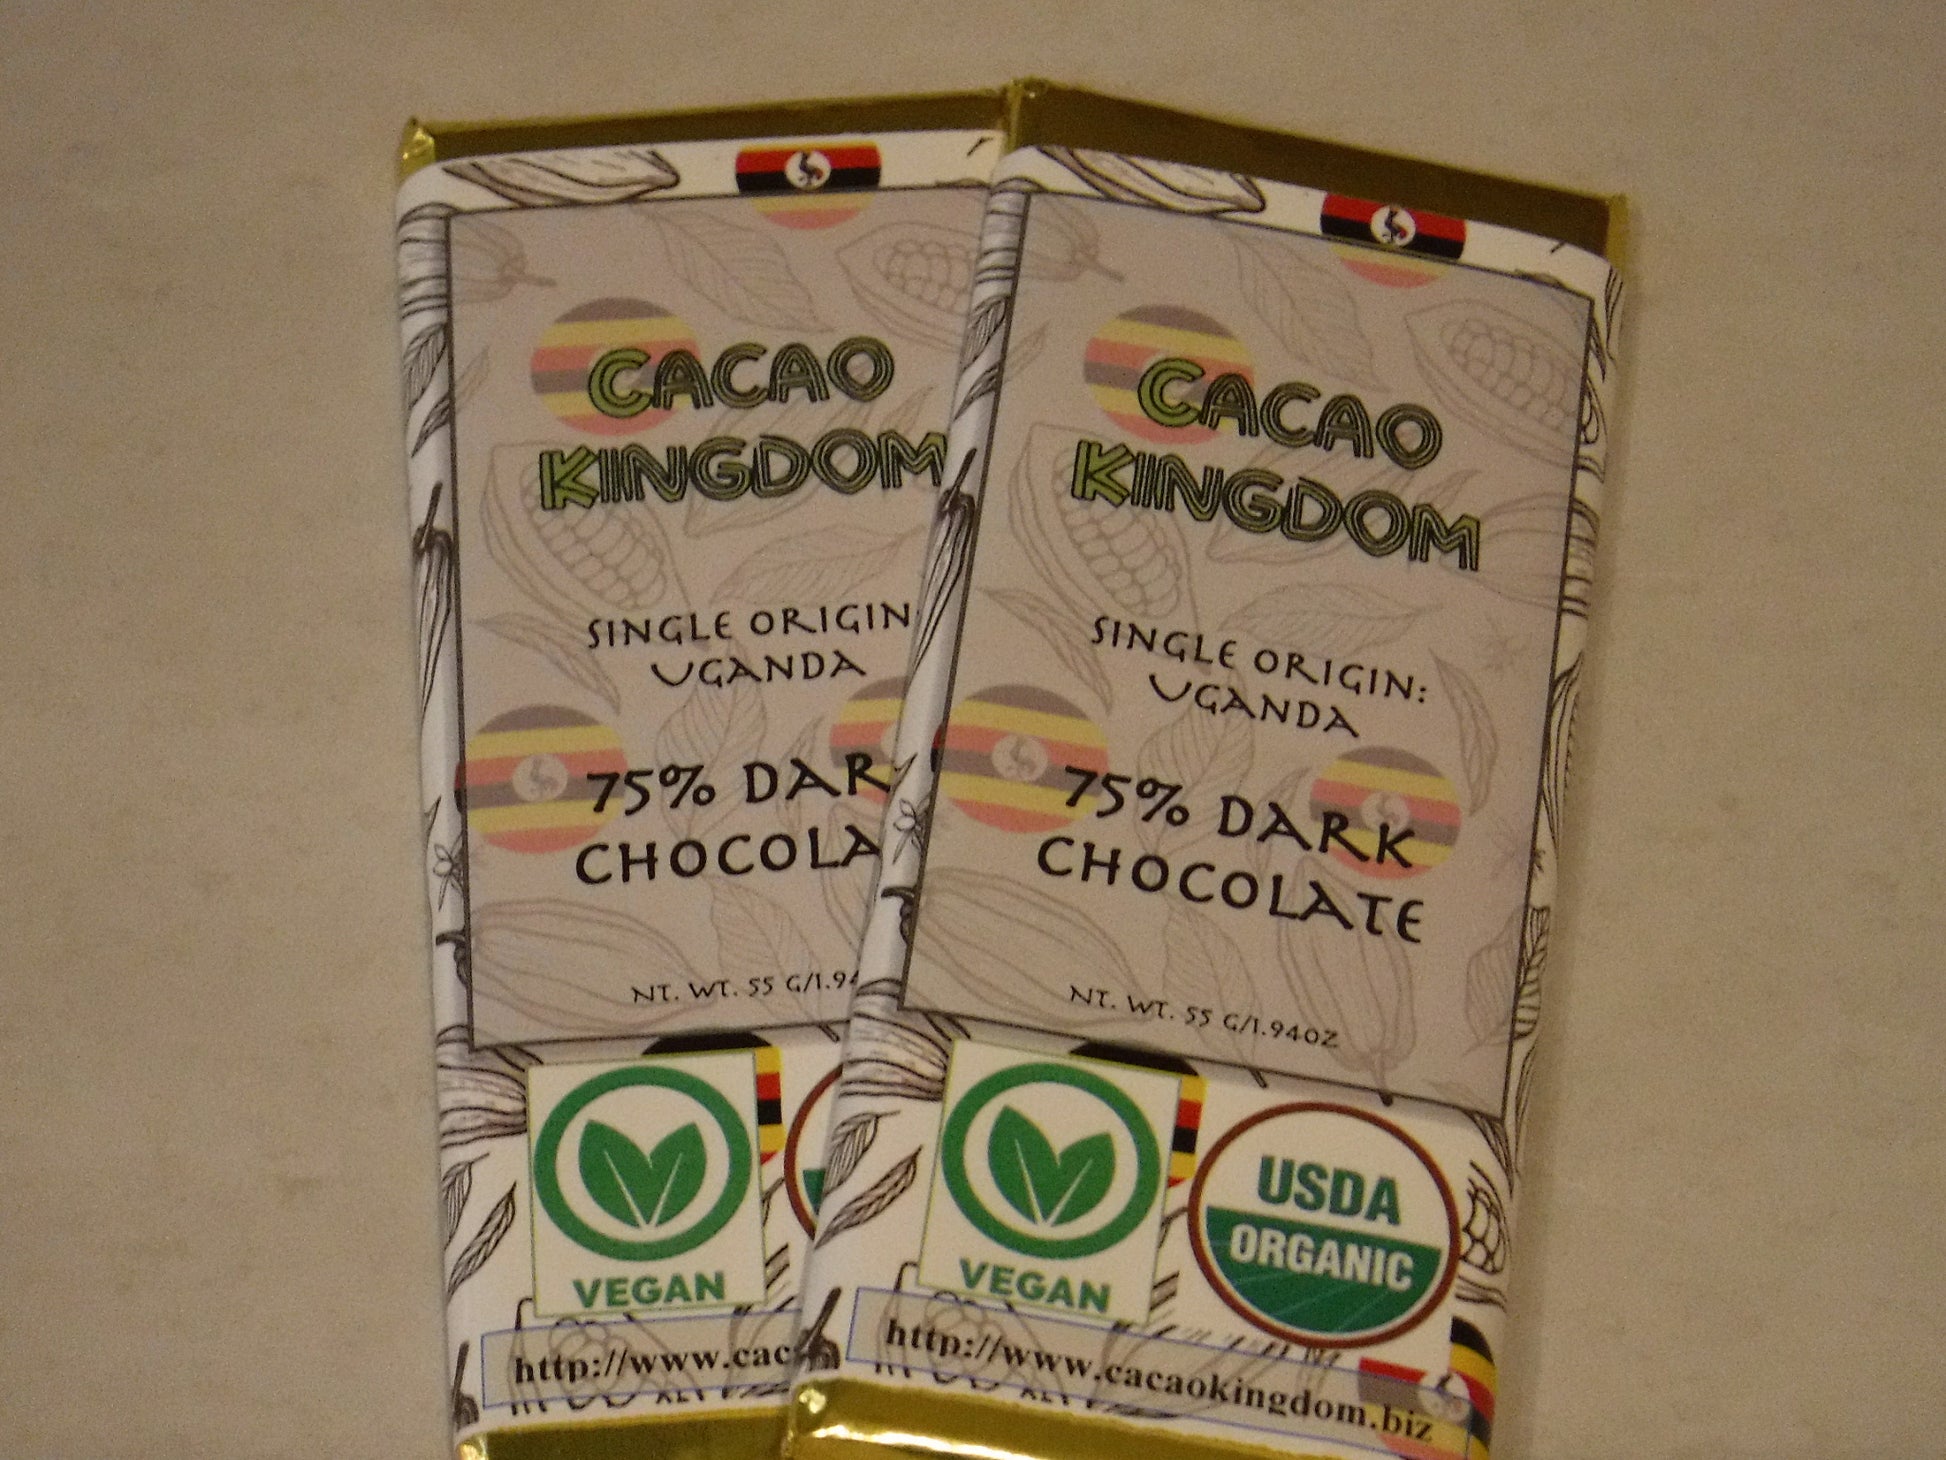 CACAO
KINGDOM
SINGLE ORIGIN
UGANDA
75% DAR
CHOCOLA
NT. WT. 55 G/1.94
VEGAN
http://www.cac
CACAO
KINGDOM
SINGLE ORIGIN:
UGANDA
75% DARK
CHOCOLATE
NT. WT. 55 G/1.94OZ
VEGAN
USDA
ORGANIC
http://www.cacaokingdom.biz